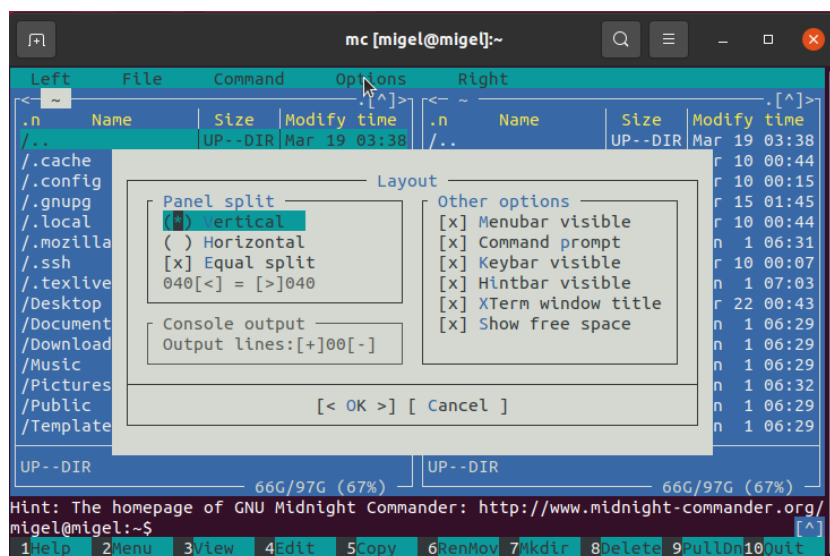 mc [migel@migel]:~
Left File Command Options Right
<— ~ .[^]> <— ~ .[^]>
.n Name Size Modify time .n Name Size Modify time
/.. UP--DIR Mar 19 03:38 /.. UP--DIR Mar 19 03:38
/.cache r 10 00:44
/.config Layout r 10 00:15
/.gnupg Panel split Other options r 15 01:45
/.local (*) Vertical [x] Menubar visible r 10 00:44
/.mozilla ( ) Horizontal [x] Command prompt n 1 06:31
/.ssh [x] Equal split [x] Keybar visible r 10 00:07
/.texlive 040[<] = [>]040 [x] Hintbar visible n 1 07:03
/Desktop [x] XTerm window title r 22 00:43
/Document Console output [x] Show free space n 1 06:29
/Download Output lines:[+]00[-] n 1 06:29
/Music n 1 06:29
/Pictures n 1 06:32
/Public [< OK >] [ Cancel ] n 1 06:29
/Template n 1 06:29
UP--DIR UP--DIR
66G/97G (67%) 66G/97G (67%)
Hint: The homepage of GNU Midnight Commander: http://www.midnight-commander.org/
migel@migel:~$ [^]
1Help 2Menu 3View 4Edit 5Copy 6RenMov 7Mkdir 8Delete 9PullDn 10Quit